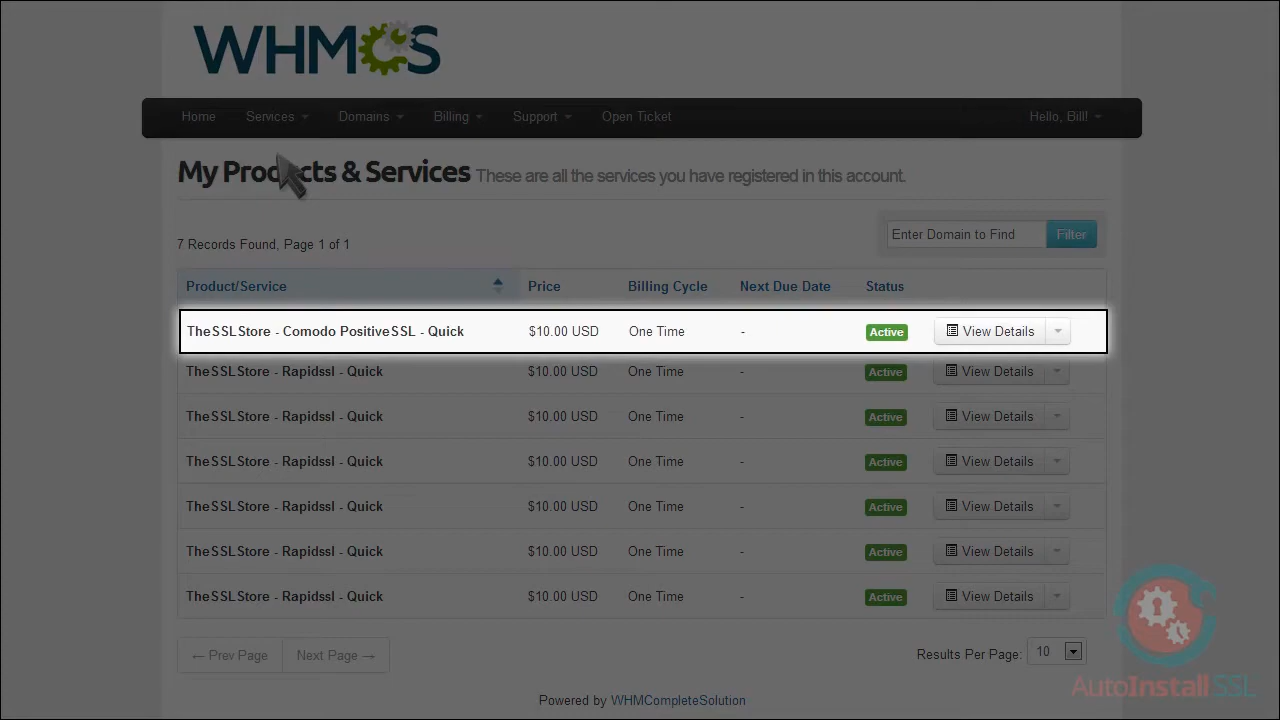 WHMCS
Home Services Domains Billing Support Open Ticket Hello, Bill!
My Products & Services These are all the services you have registered in this account.
7 Records Found, Page 1 of 1 Enter Domain to Find Filter
Product/Service Price Billing Cycle Next Due Date Status
TheSSLStore - Comodo PositiveSSL - Quick $10.00 USD One Time - Active View Details
TheSSLStore - Rapidssl - Quick $10.00 USD One Time - Active View Details
TheSSLStore - Rapidssl - Quick $10.00 USD One Time - Active View Details
TheSSLStore - Rapidssl - Quick $10.00 USD One Time - Active View Details
TheSSLStore - Rapidssl - Quick $10.00 USD One Time - Active View Details
TheSSLStore - Rapidssl - Quick $10.00 USD One Time - Active View Details
TheSSLStore - Rapidssl - Quick $10.00 USD One Time - Active View Details
← Prev Page Next Page → Results Per Page: 10
AutoInstallSSL
Powered by WHMCompleteSolution